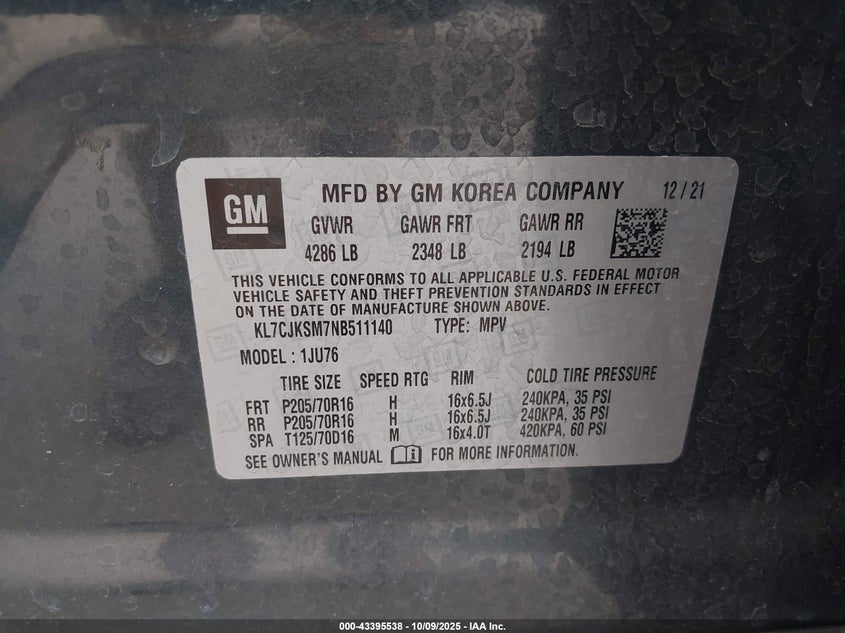 GM
MFD BY GM KOREA COMPANY 12/21
GVWR GAWR FRT GAWR RR
4286 LB 2348 LB 2194 LB
THIS VEHICLE CONFORMS TO ALL APPLICABLE U.S. FEDERAL MOTOR
VEHICLE SAFETY AND THEFT PREVENTION STANDARDS IN EFFECT
ON THE DATE OF MANUFACTURE SHOWN ABOVE.
KL7CJKSM7NB511140 TYPE: MPV
MODEL : 1JU76
TIRE SIZE SPEED RTG RIM COLD TIRE PRESSURE
FRT P205/70R16 H 16x6.5J 240KPA, 35 PSI
RR P205/70R16 H 16x6.5J 240KPA, 35 PSI
SPA T125/70D16 M 16x4.0T 420KPA, 60 PSI
SEE OWNER'S MANUAL FOR MORE INFORMATION.
000-43395538 - 10/09/2025 - IAA Inc.